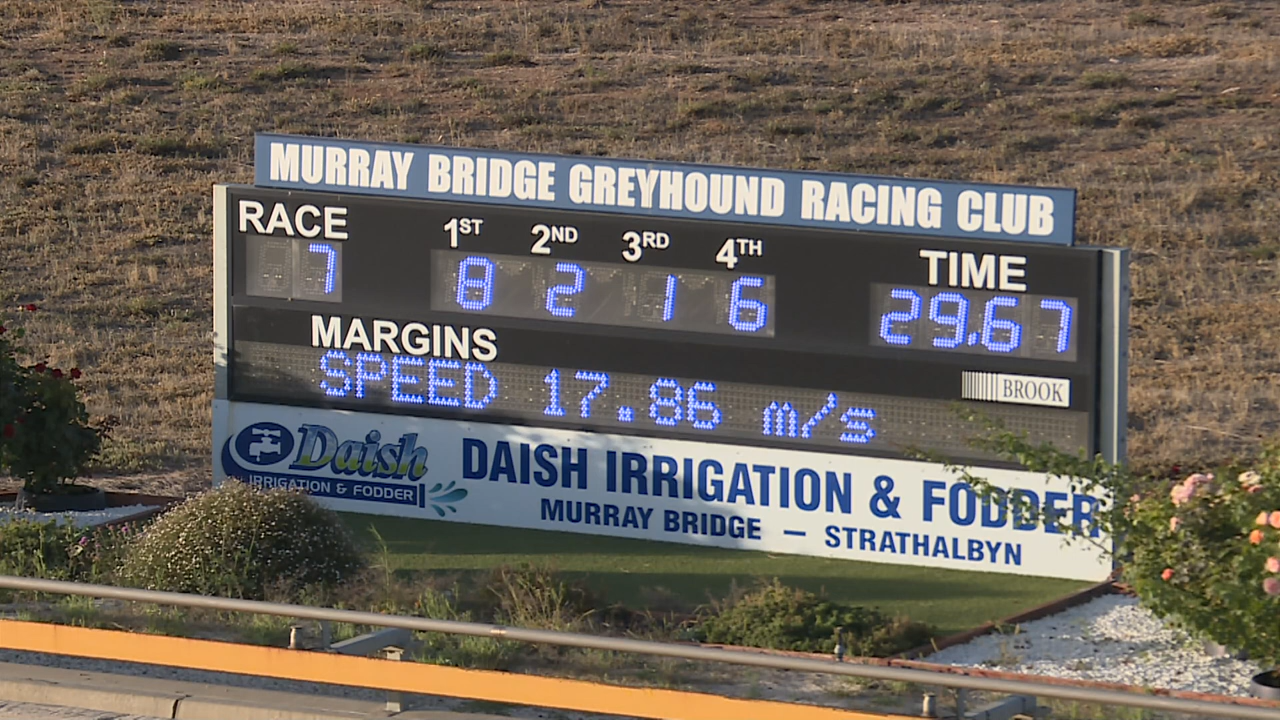 MURRAY BRIDGE GREYHOUND RACING CLUB
RACE 1ST 2ND 3RD 4TH TIME
7 8 2 1 6 29.67
MARGINS
BROOK
SPEED 17.86 m/s
Daish
IRRIGATION & FODDER
DAISH IRRIGATION & FODDER
MURRAY BRIDGE – STRATHALBYN